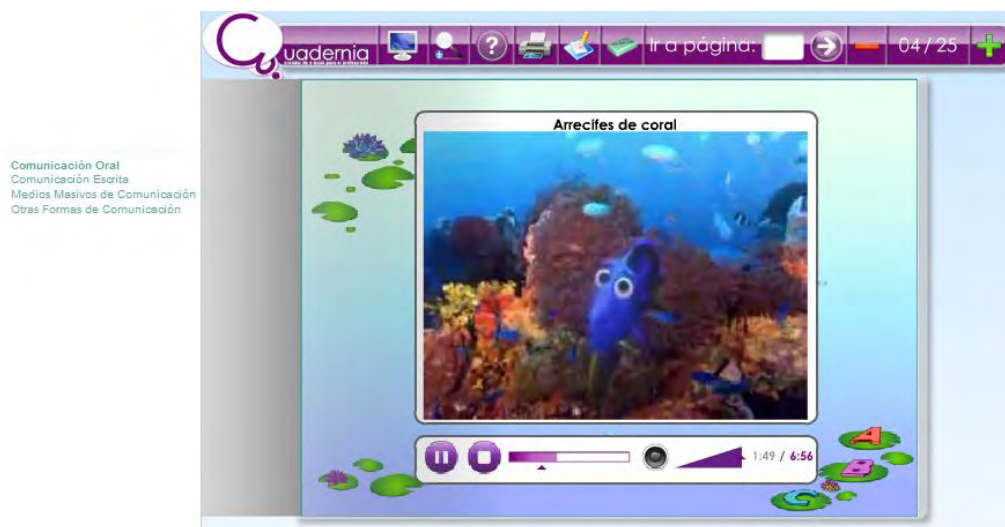 Cuadernia
Ir a página:
04 / 25
Comunicación Oral
Comunicación Escrita
Medios Masivos de Comunicación
Otras Formas de Comunicación
Arrecifes de coral
1:49 / 6:56
A
B
C